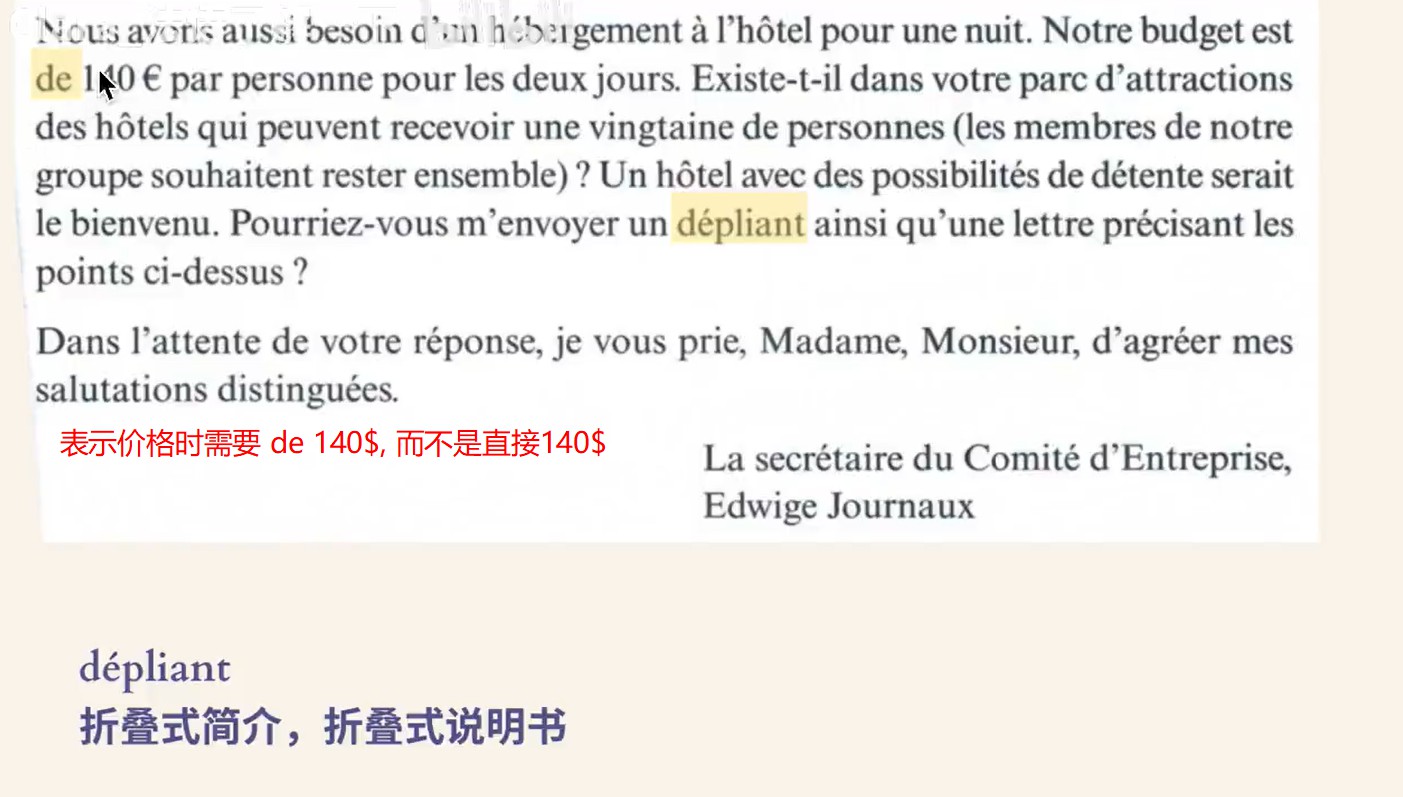 Nous avons aussi besoin d'un hébergement à l'hôtel pour une nuit. Notre budget est
de 140 € par personne pour les deux jours. Existe-t-il dans votre parc d'attractions
des hôtels qui peuvent recevoir une vingtaine de personnes (les membres de notre
groupe souhaitent rester ensemble) ? Un hôtel avec des possibilités de détente serait
le bienvenu. Pourriez-vous m'envoyer un dépliant ainsi qu'une lettre précisant les
points ci-dessus ?
Dans l'attente de votre réponse, je vous prie, Madame, Monsieur, d'agréer mes
salutations distinguées.
表示价格时需要 de 140$, 而不是直接140$
La secrétaire du Comité d'Entreprise,
Edwige Journaux
dépliant
折叠式简介，折叠式说明书